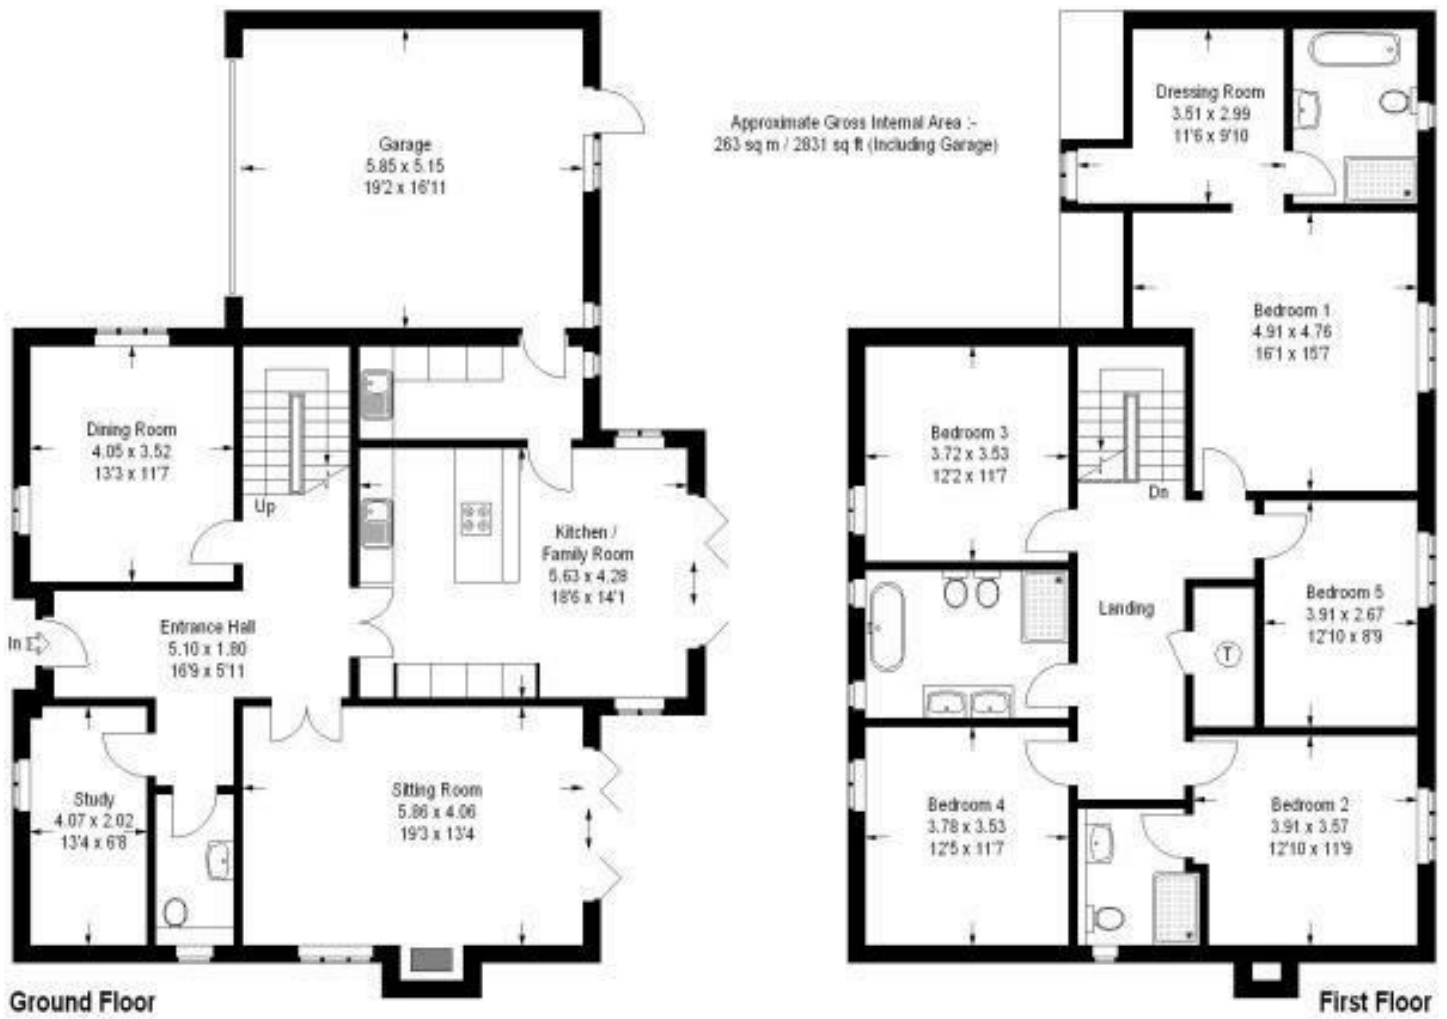 Garage
5.85 x 5.15
19'2 x 16'11
Approximate Gross Internal Area :-
263 sq m / 2831 sq ft (Including Garage)
Dining Room
4.05 x 3.52
13'3 x 11'7
Up
Kitchen /
Family Room
5.63 x 4.28
18'6 x 14'1
In
Entrance Hall
5.10 x 1.80
16'9 x 5'11
Study
4.07 x 2.02
13'4 x 6'8
Sitting Room
5.86 x 4.06
19'3 x 13'4
Ground Floor
Dressing Room
3.51 x 2.99
11'6 x 9'10
Bedroom 1
4.91 x 4.76
16'1 x 15'7
Bedroom 3
3.72 x 3.53
12'2 x 11'7
Dn
Landing
Bedroom 5
3.91 x 2.67
12'10 x 8'9
T
Bedroom 4
3.78 x 3.53
12'5 x 11'7
Bedroom 2
3.91 x 3.57
12'10 x 11'9
First Floor